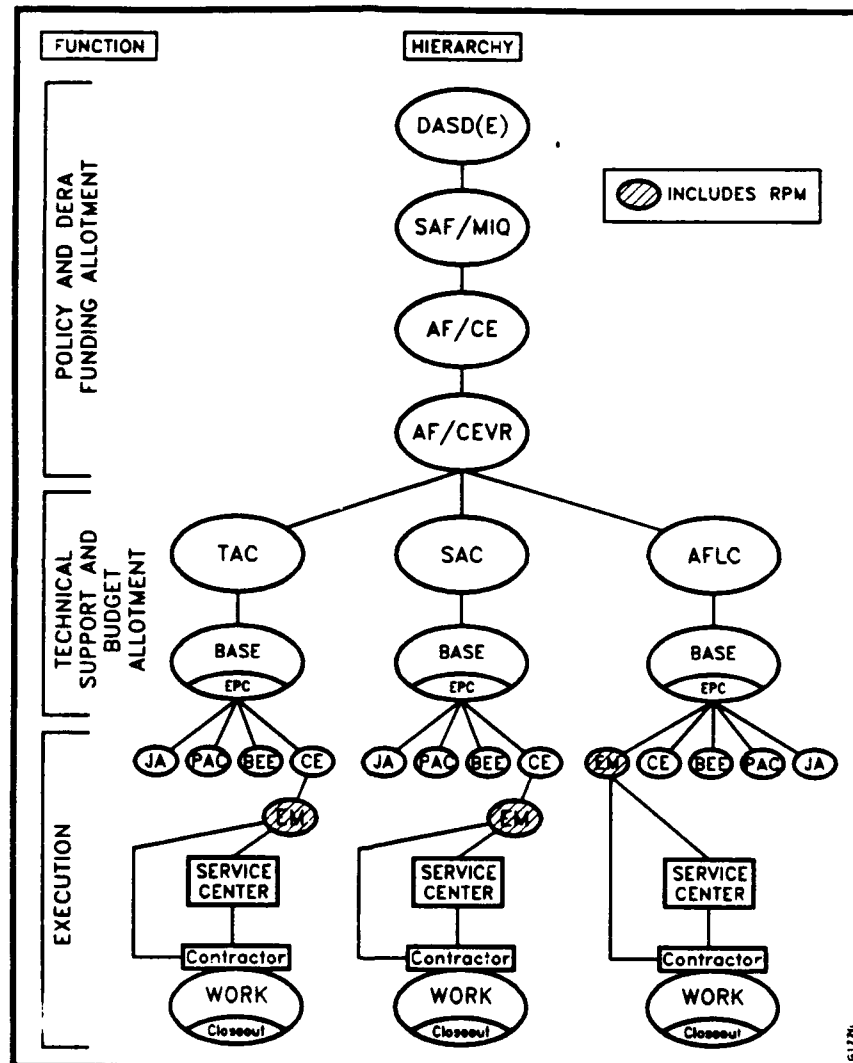 FUNCTION
HIERARCHY
DASD(E)
INCLUDES RPM
SAF/MIQ
AF/CE
AF/CEVR
POLICY AND DERA
FUNDING ALLOTMENT
TAC
SAC
AFLC
BASE
EPC
BASE
EPC
BASE
EPC
TECHNICAL
SUPPORT AND
BUDGET
ALLOTMENT
JA
PAC
BEE
CE
JA
PAC
BEE
CE
EM
CE
BEE
PAC
JA
EM
EM
SERVICE
CENTER
SERVICE
CENTER
SERVICE
CENTER
Contractor
Contractor
Contractor
WORK
Closeout
WORK
Closeout
WORK
Closeout
EXECUTION